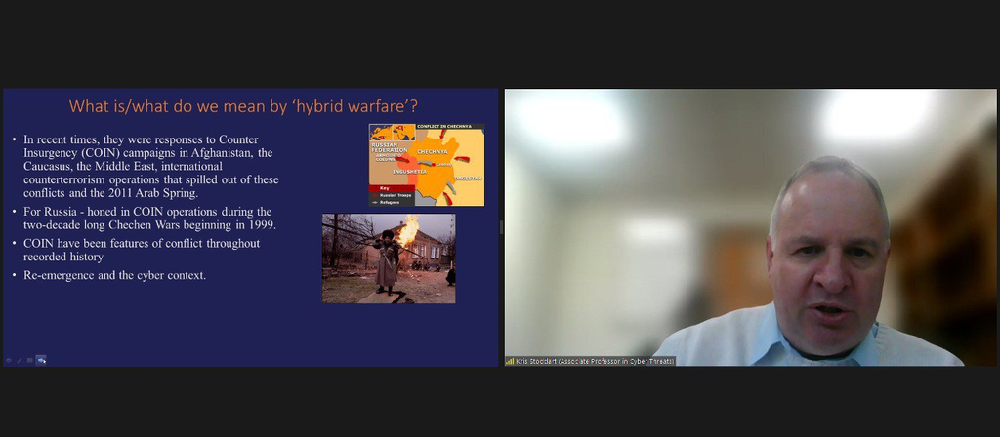 What is/what do we mean by ‘hybrid warfare’?
• In recent times, they were responses to Counter
Insurgency (COIN) campaigns in Afghanistan, the
Caucasus, the Middle East, international
counterterrorism operations that spilled out of these
conflicts and the 2011 Arab Spring.
• For Russia - honed in COIN operations during the
two-decade long Chechen Wars beginning in 1999.
• COIN have been features of conflict throughout
recorded history
• Re-emergence and the cyber context.
CONFLICT IN CHECHNYA
RUSSIAN
FEDERATION
CHECHNYA
INGUSHETIA
DAGESTAN
Key
Russian Troops
Refugees
Kris Stoddart (Associate Professor in Cyber Threats)